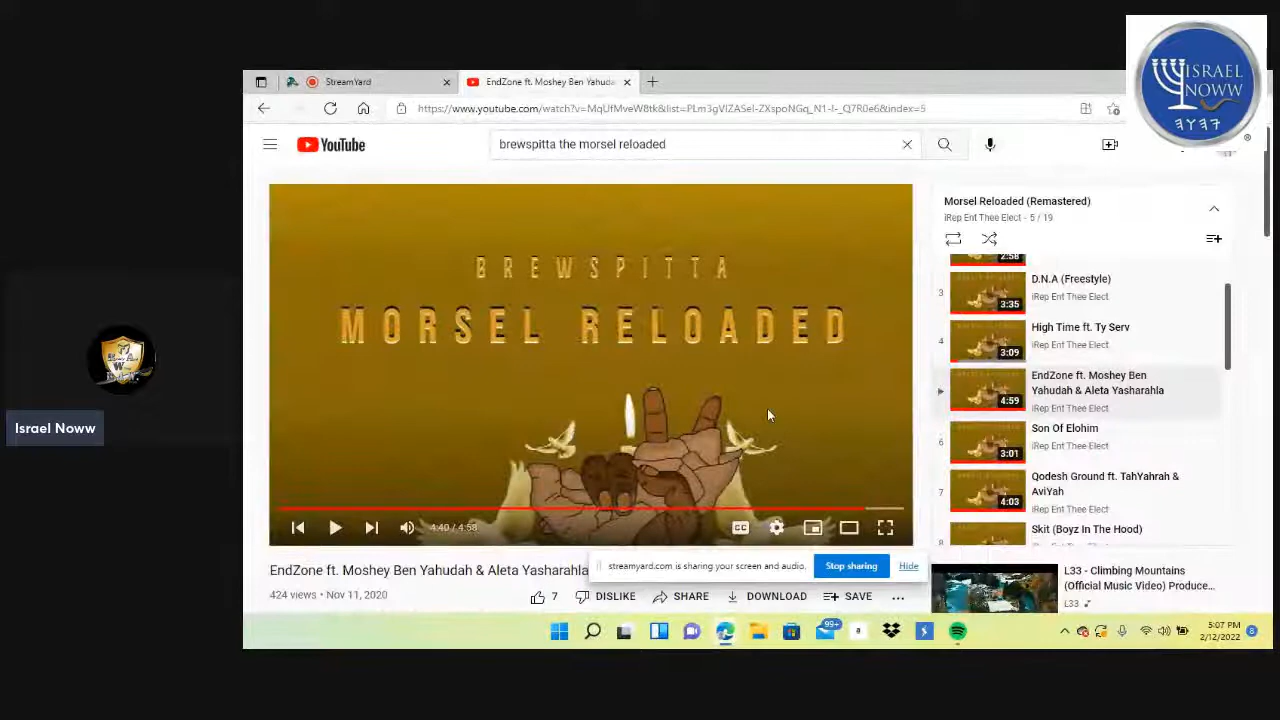 StreamYard
EndZone ft. Moshey Ben Yahuda
https://www.youtube.com/watch?v=MqUfMveW8tk&list=PLm3gVlZASel-ZXspoNGq_N1-I-_Q7R0e6&index=5
ISRAEL
NOWW
𐤉𐤄𐤅𐤄
®
YouTube
brewspitta the morsel reloaded
BREWSPITTA
MORSEL RELOADED
4:40 / 4:58
CC
Morsel Reloaded (Remastered)
iRep Ent Thee Elect - 5 / 19
2:58
3
D.N.A (Freestyle)
iRep Ent Thee Elect
3:35
4
High Time ft. Ty Serv
iRep Ent Thee Elect
3:09
EndZone ft. Moshey Ben
Yahudah & Aleta Yasharahla
iRep Ent Thee Elect
4:59
6
Son Of Elohim
iRep Ent Thee Elect
3:01
7
Qodesh Ground ft. TahYahrah &
AviYah
iRep Ent Thee Elect
4:03
8
Skit (Boyz In The Hood)
Israel Noww
EndZone ft. Moshey Ben Yahudah & Aleta Yasharahla
424 views • Nov 11, 2020
7
DISLIKE
SHARE
DOWNLOAD
SAVE
streamyard.com is sharing your screen and audio.
Stop sharing
Hide
L33 - Climbing Mountains
(Official Music Video) Produce...
L33
99+
a
5:07 PM
2/12/2022
8